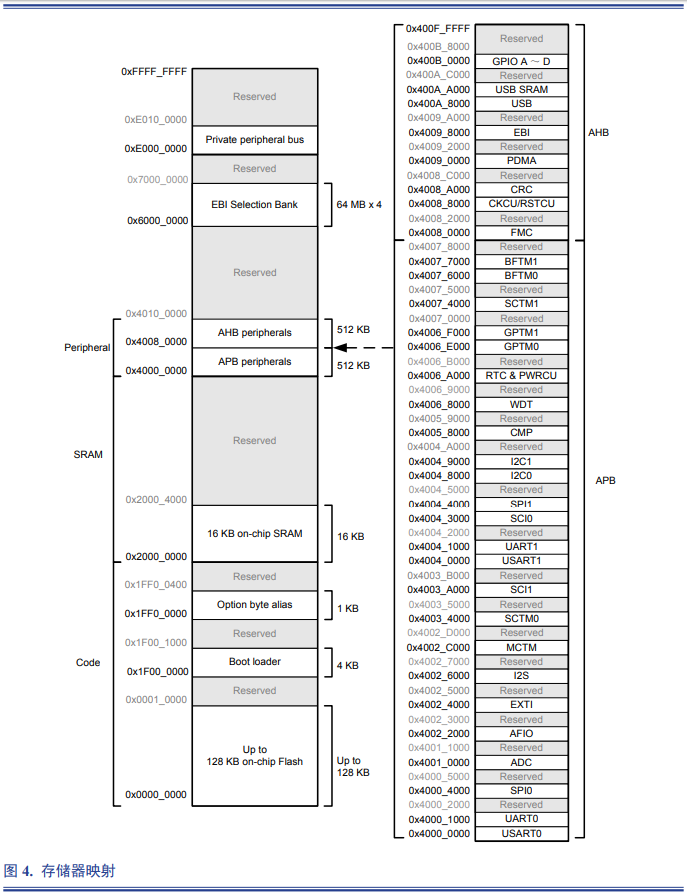 0xFFFF_FFFF
Reserved
0xE010_0000
Private peripheral bus
0xE000_0000
Reserved
0x7000_0000
EBI Selection Bank
64 MB x 4
0x6000_0000
Reserved
0x4010_0000
AHB peripherals
512 KB
Peripheral
0x4008_0000
APB peripherals
512 KB
0x4000_0000
Reserved
SRAM
0x2000_4000
16 KB on-chip SRAM
16 KB
0x2000_0000
Reserved
0x1FF0_0400
Option byte alias
1 KB
0x1FF0_0000
Reserved
0x1F00_1000
Code
Boot loader
4 KB
0x1F00_0000
Reserved
0x0001_0000
Up to
128 KB on-chip Flash
Up to
128 KB
0x0000_0000
0x400F_FFFF
Reserved
0x400B_8000
0x400B_0000 GPIO A ～ D
0x400A_C000 Reserved
0x400A_A000 USB SRAM
0x400A_8000 USB
0x4009_A000 Reserved
0x4009_8000 EBI
AHB
0x4009_2000 Reserved
0x4009_0000 PDMA
0x4008_C000 Reserved
0x4008_A000 CRC
0x4008_8000 CKCU/RSTCU
0x4008_2000 Reserved
0x4008_0000 FMC
0x4007_8000 Reserved
0x4007_7000 BFTM1
0x4007_6000 BFTM0
0x4007_5000 Reserved
0x4007_4000 SCTM1
0x4007_0000 Reserved
0x4006_F000 GPTM1
0x4006_E000 GPTM0
0x4006_B000 Reserved
0x4006_A000 RTC & PWRCU
0x4006_9000 Reserved
0x4006_8000 WDT
0x4005_9000 Reserved
0x4005_8000 CMP
0x4004_A000 Reserved
0x4004_9000 I2C1
0x4004_8000 I2C0
APB
0x4004_5000 Reserved
0x4004_4000 SPI1
0x4004_3000 SCI0
0x4004_2000 Reserved
0x4004_1000 UART1
0x4004_0000 USART1
0x4003_B000 Reserved
0x4003_A000 SCI1
0x4003_5000 Reserved
0x4003_4000 SCTM0
0x4002_D000 Reserved
0x4002_C000 MCTM
0x4002_7000 Reserved
0x4002_6000 I2S
0x4002_5000 Reserved
0x4002_4000 EXTI
0x4002_3000 Reserved
0x4002_2000 AFIO
0x4001_1000 Reserved
0x4001_0000 ADC
0x4000_5000 Reserved
0x4000_4000 SPI0
0x4000_2000 Reserved
0x4000_1000 UART0
0x4000_0000 USART0
图 4. 存储器映射